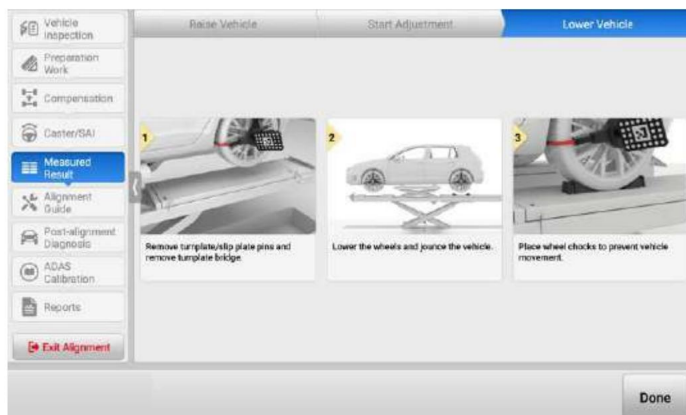 Vehicle
Inspection
Raise Vehicle
Start Adjustment
Lower Vehicle
Preparation
Work
Compensation
Caster/SAI
Measured
Result
Alignment
Guide
Post-alignment
Diagnosis
ADAS
Calibration
Reports
Exit Alignment
1
2
3
Remove turnplate/slip plate pins and
remove turnplate bridge.
Lower the wheels and jounce the vehicle.
Place wheel chocks to prevent vehicle
movement.
Done